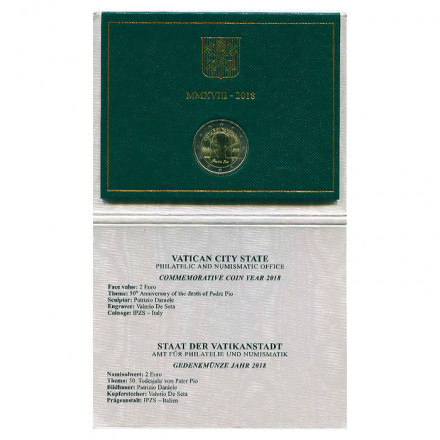 MMXVIII - 2018
Padre Pio
VATICAN CITY STATE
PHILATELIC AND NUMISMATIC OFFICE
COMMEMORATIVE COIN YEAR 2018
Face value: 2 Euro
Theme: 50th Anniversary of the death of Padre Pio
Sculptor: Patrizio Daniele
Engraver: Valerio De Seta
Coinage: IPZS – Italy
STAAT DER VATIKANSTADT
AMT FÜR PHILATELIE UND NUMISMATIK
GEDENKMÜNZE JAHR 2018
Nominalwert: 2 Euro
Thema: 50. Todesjahr von Pater Pio
Bildhauer: Patrizio Daniele
Kupferstecher: Valerio De Seta
Prägeanstalt: IPZS – Italien